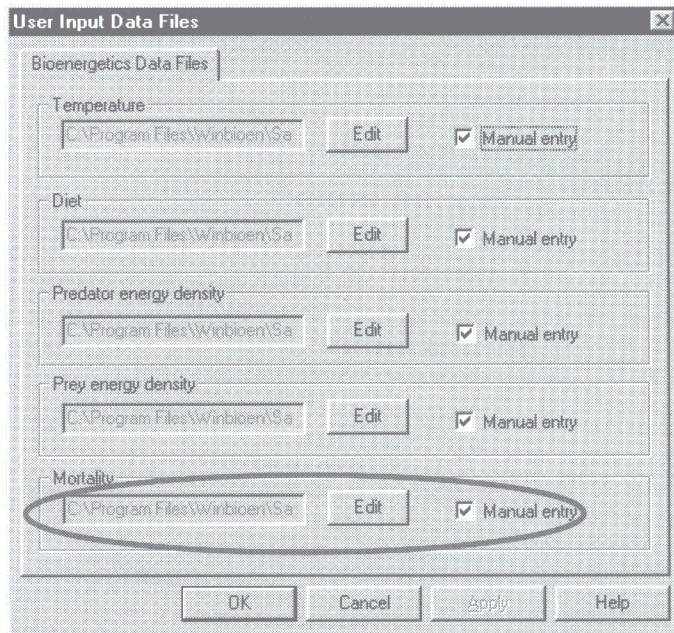 User Input Data Files
Bioenergetics Data Files
Temperature
C:\Program Files\Winbioen\Sa Edit Manual entry
Diet
C:\Program Files\Winbioen\Sa Edit Manual entry
Predator energy density
C:\Program Files\Winbioen\Sa Edit Manual entry
Prey energy density
C:\Program Files\Winbioen\Sa Edit Manual entry
Mortality
C:\Program Files\Winbioen\Sa Edit Manual entry
OK Cancel Apply Help